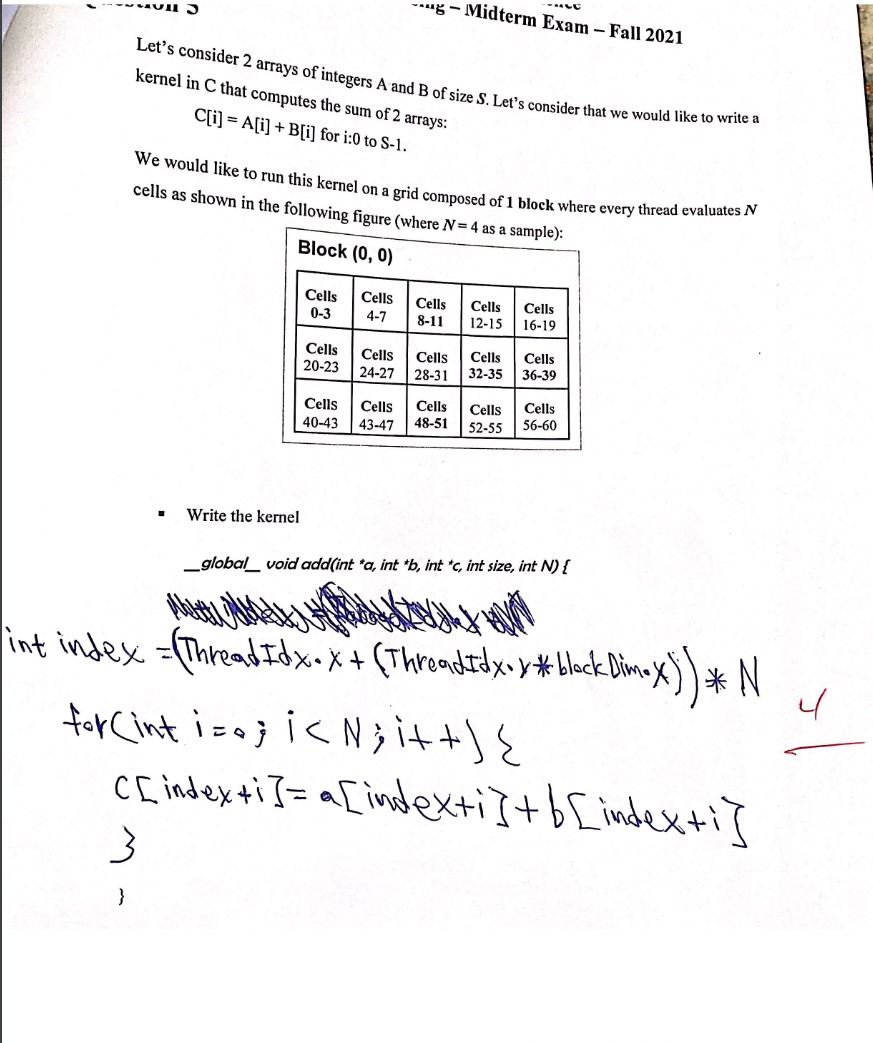 – Midterm Exam – Fall 2021
Let's consider 2 arrays of integers A and B of size S. Let's consider that we would like to write a
kernel in C that computes the sum of 2 arrays:
C[i] = A[i] + B[i] for i:0 to S-1.
We would like to run this kernel on a grid composed of 1 block where every thread evaluates N
cells as shown in the following figure (where N= 4 as a sample):
Block (0, 0)
Cells Cells Cells Cells Cells
0-3 4-7 8-11 12-15 16-19
Cells Cells Cells Cells Cells
20-23 24-27 28-31 32-35 36-39
Cells Cells Cells Cells Cells
40-43 43-47 48-51 52-55 56-60
▪ Write the kernel
__global__ void add(int *a, int *b, int *c, int size, int N) {
int index =(ThreadIdx.x + (ThreadIdx.y * blockDim.x)) * N
for(int i=0; i<N; i++) {
c[index+i]= a[index+i]+b[index+i]
}
}
4